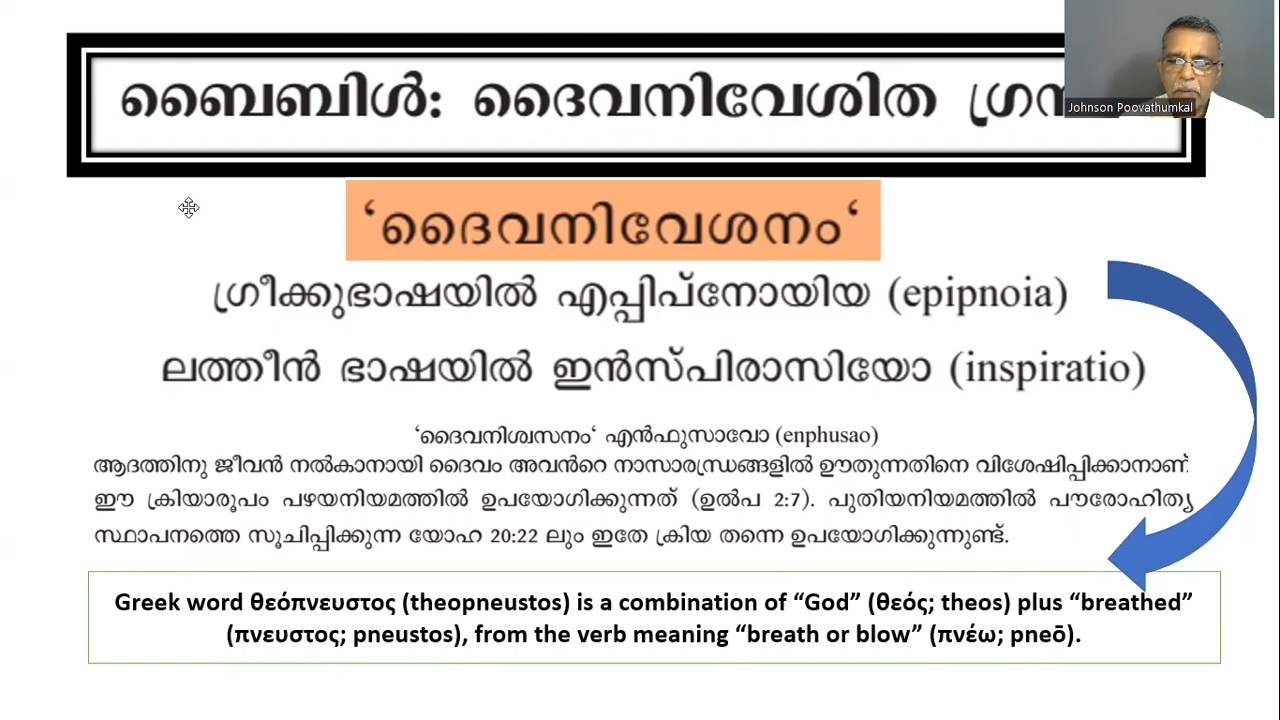 ബൈബിൾ: ദൈവനിവേശിത
Johnson Poovathumkal
‘ദൈവനിവേശനം‘
ഗ്രീക്കുഭാഷയിൽ എപ്പിപ്നോയിയ (epipnoia)
ലത്തീൻ ഭാഷയിൽ ഇൻസ്പിരാസിയോ (inspiratio)
‘ദൈവനിശ്വസനം‘ എൻഫുസാവോ (enphusao)
ആദത്തിനു ജീവൻ നൽകാനായി ദൈവം അവൻറെ നാസാരന്ധ്രങ്ങളിൽ ഊതുന്നതിനെ വിശേഷിപ്പിക്കാനാണ്
ഈ ക്രിയാരൂപം പഴയനിയമത്തിൽ ഉപയോഗിക്കുന്നത് (ഉൽപ 2:7). പുതിയനിയമത്തിൽ പൗരോഹിത്യ
സ്ഥാപനത്തെ സൂചിപ്പിക്കുന്ന യോഹ 20:22 ലും ഇതേ ക്രിയ തന്നെ ഉപയോഗിക്കുന്നുണ്ട്.
Greek word θεόπνευστος (theopneustos) is a combination of “God” (θεός; theos) plus “breathed”
(πνευστος; pneustos), from the verb meaning “breath or blow” (πνέω; pneō).